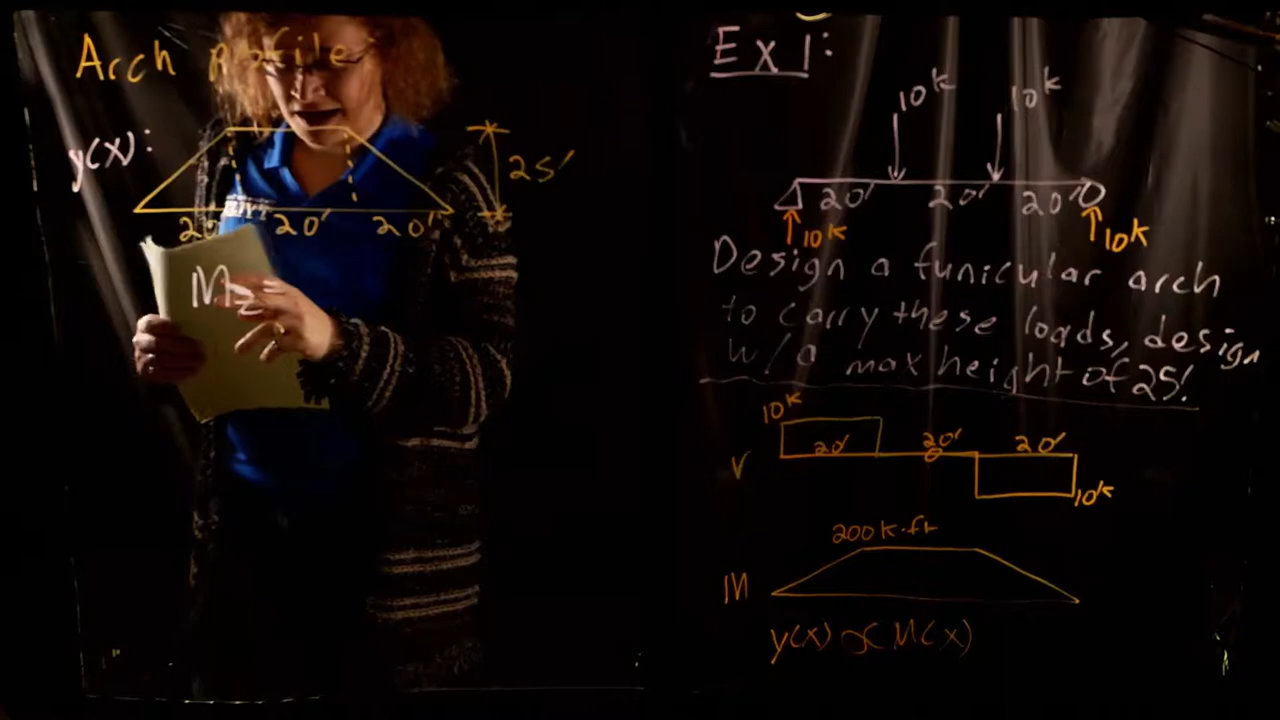 Arch profile:
y(x):
25'
20' 20' 20'
Mz
Ex 1:
10k 10k
20' 20' 20'
10k 10k
Design a funicular arch
to carry these loads, design
w/a max height of 25'.
10k
V 20' 20' 20'
10k
200k·ft
M
y(x) ∝ M(x)